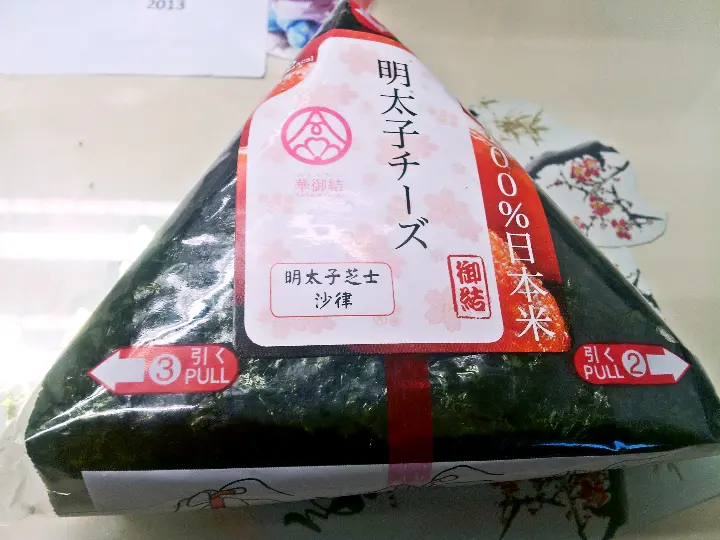 2013
明太子チーズ
華御結
明太子芝士
沙律
御結
00%日本米
③ 引く
PULL
引く ②
PULL